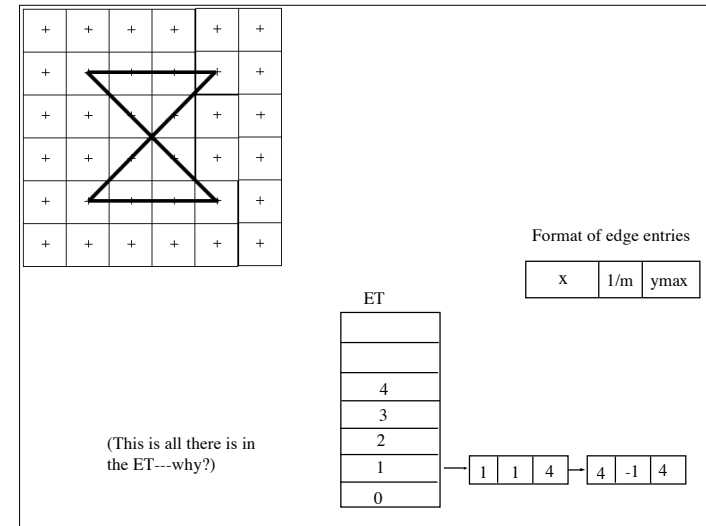 + + + + + +
+ + + + + +
+ + + + + +
+ + + + + +
+ + + + + +
+ + + + + +
Format of edge entries
x 1/m ymax
ET
4
3
2
1
0
1 1 4
4 -1 4
(This is all there is in
the ET---why?)